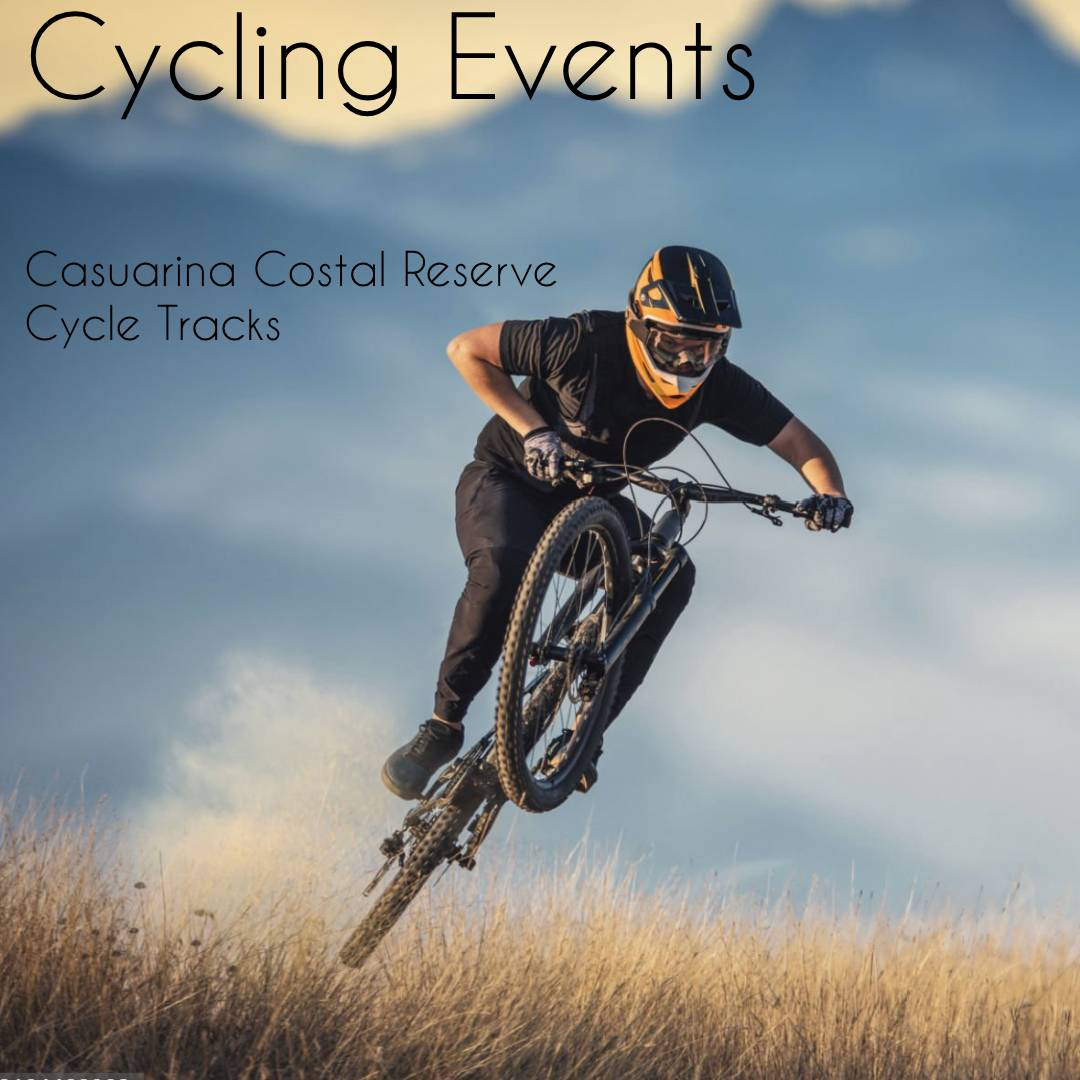 Cycling Events
Casuarina Costal Reserve
Cycle Tracks